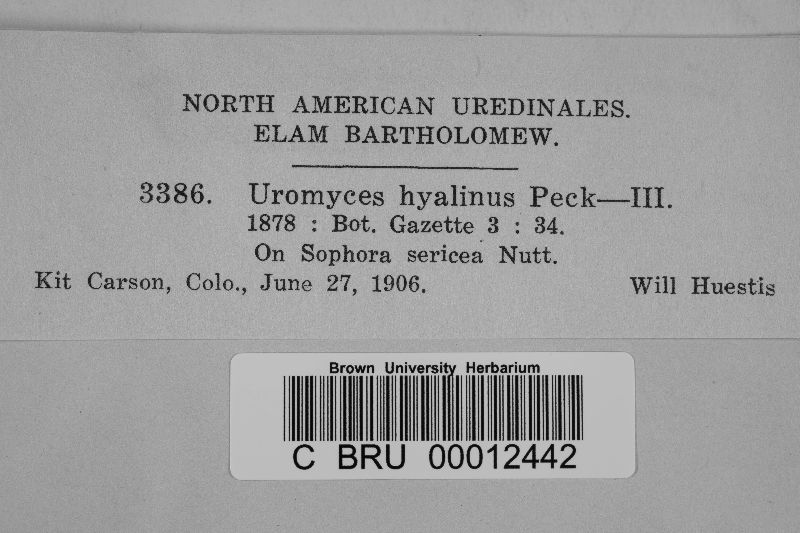 NORTH AMERICAN UREDINALES.
ELAM BARTHOLOMEW.
3386. Uromyces hyalinus Peck—III.
1878 : Bot. Gazette 3 : 34.
On Sophora sericea Nutt.
Kit Carson, Colo., June 27, 1906. Will Huestis
Brown University Herbarium
C BRU 00012442